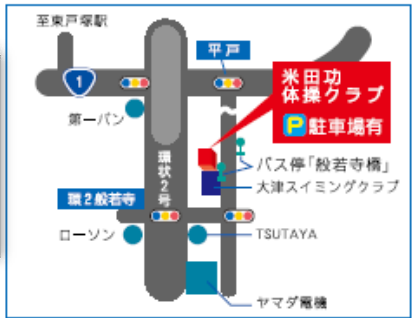 至東戸塚駅
平戸
1
米田功
体操クラブ
P 駐車場有
第一パン
環状2号
バス停「般若寺橋」
大津スイミングクラブ
環2般若寺
ローソン
TSUTAYA
ヤマダ電機